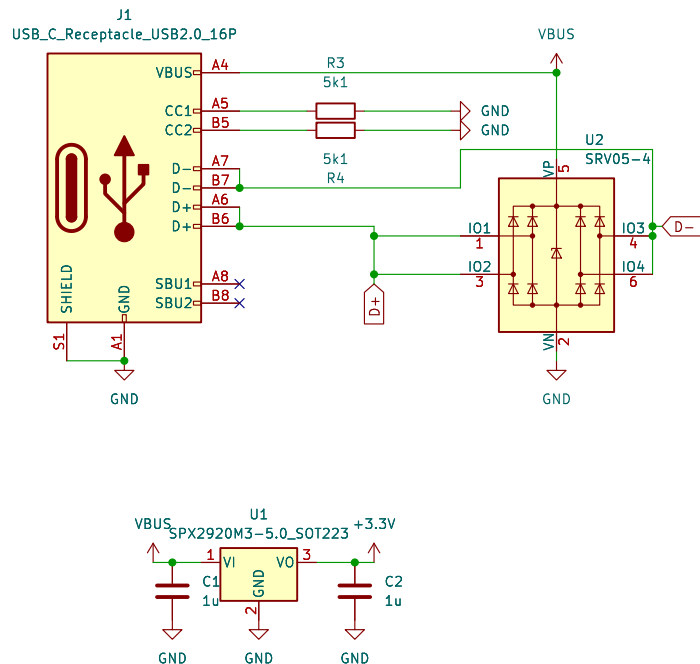 J1
USB_C_Receptacle_USB2.0_16P
VBUS A4
CC1 A5
CC2 B5
D- A7
D- B7
D+ A6
D+ B6
SBU1 A8
SBU2 B8
SHIELD
GND
S1
A1
GND
R3
5k1
GND
GND
5k1
R4
VBUS
U2
SRV05-4
VP
5
IO1
1
IO2
3
IO3
4
IO4
6
VN
2
GND
D+
D-
U1
SPX2920M3-5.0_SOT223
VBUS
+3.3V
1
VI
VO
3
GND
2
C1
1u
C2
1u
GND
GND
GND